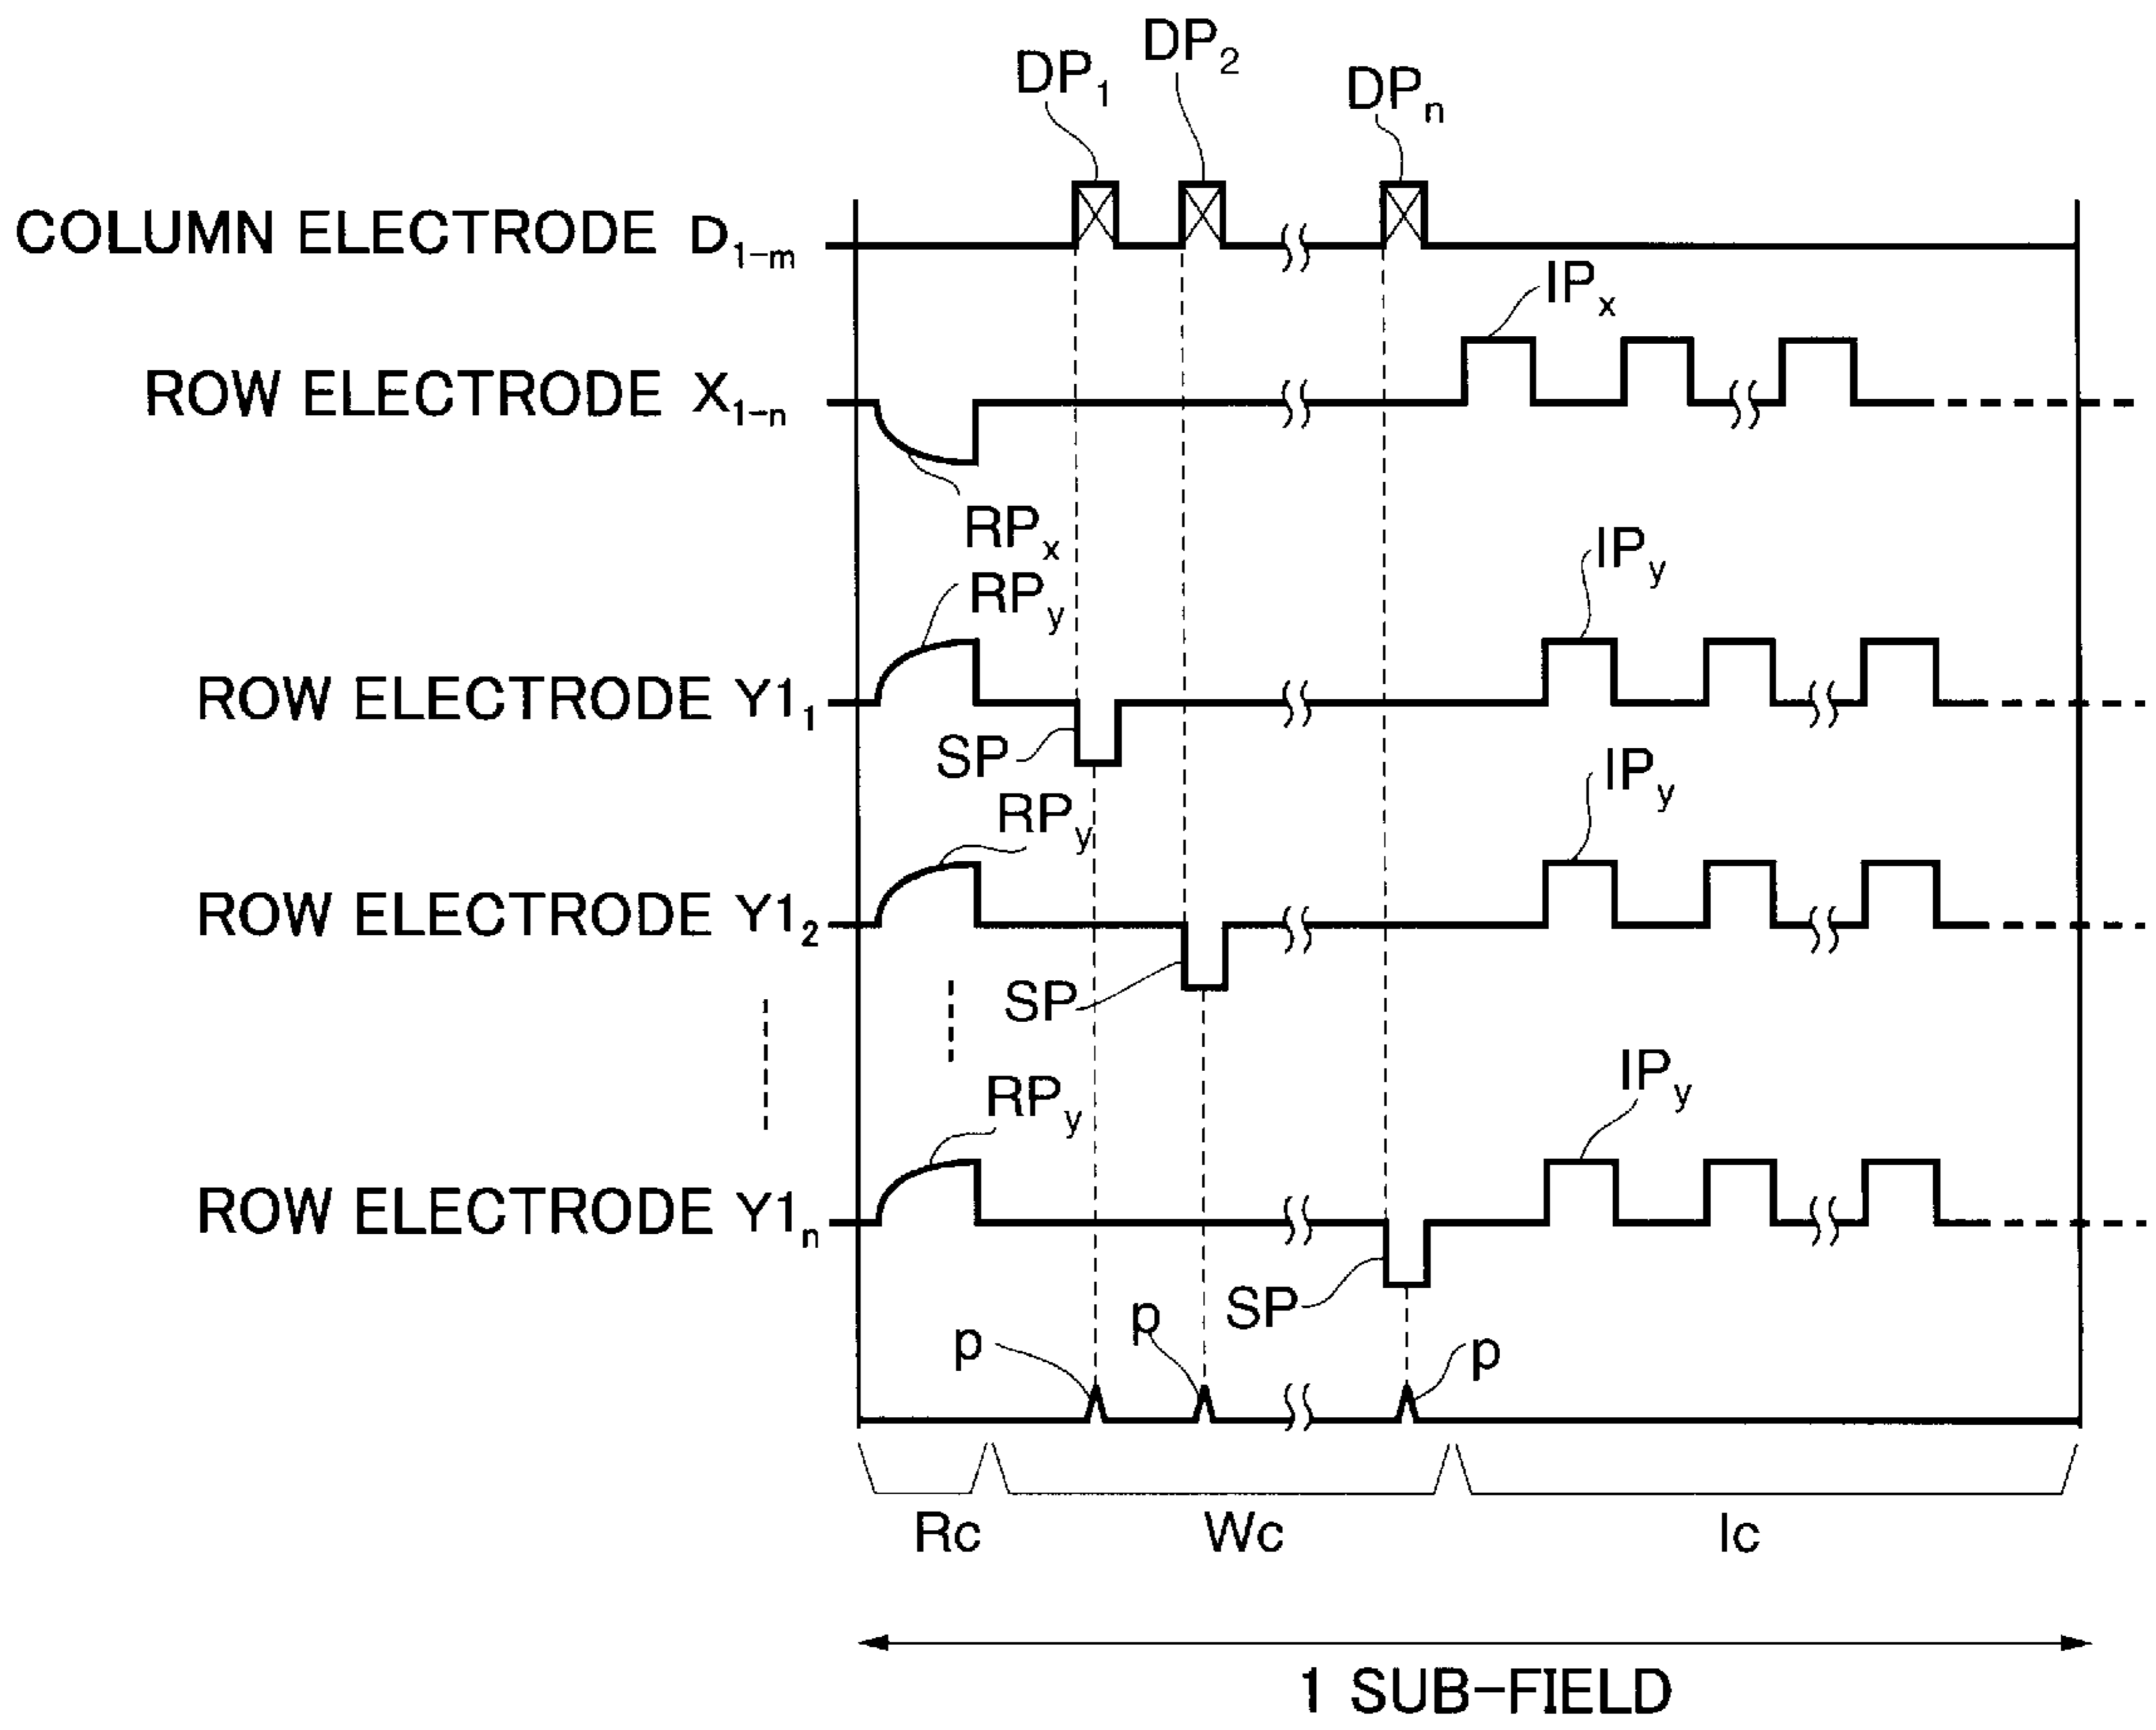 DP1
DP2
DPn
COLUMN ELECTRODE D1-m
IPx
ROW ELECTRODE X1-n
RPx
IPy
RPy
ROW ELECTRODE Y11
SP
IPy
RPy
ROW ELECTRODE Y12
SP
IPy
RPy
ROW ELECTRODE Y1n
SP
p
p
p
Rc
Wc
Ic
1 SUB-FIELD